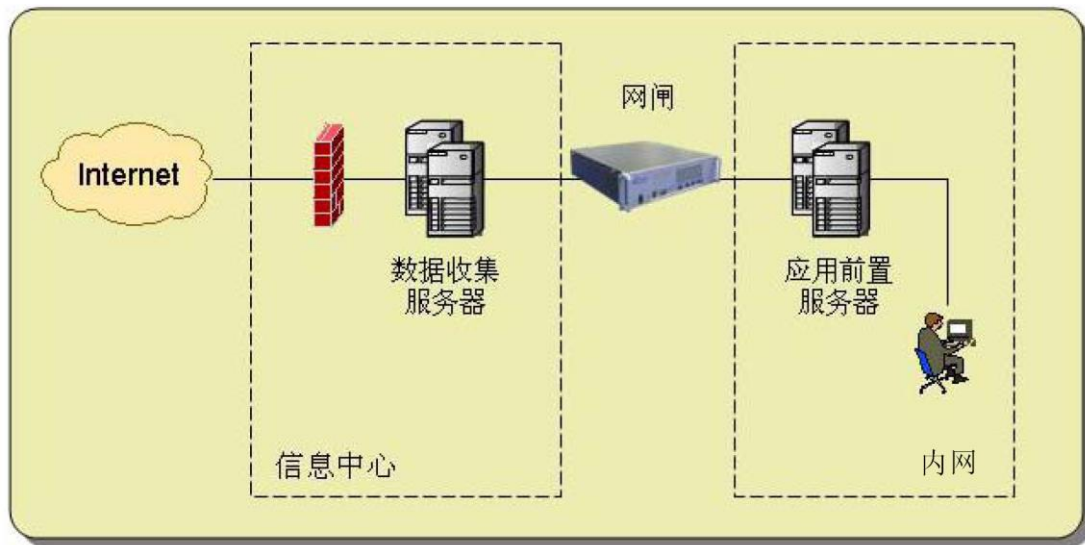 网闸
Internet
数据收集
服务器
应用前置
服务器
信息中心
内网